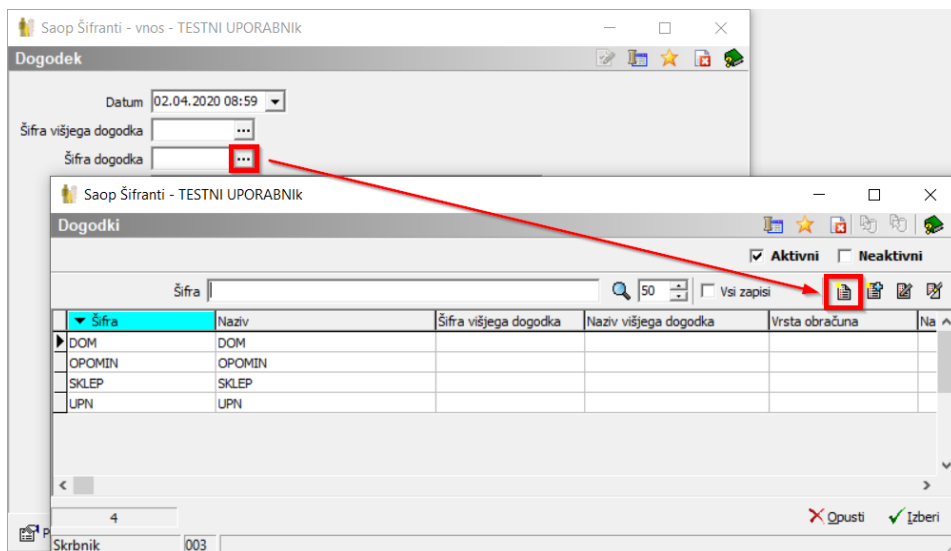 Saop Šifranti - vnos - TESTNI UPORABNIk
Dogodek
Datum 02.04.2020 08:59
Šifra višjega dogodka
Šifra dogodka
Saop Šifranti - TESTNI UPORABNIk
Dogodki
Aktivni Neaktivni
Šifra 50 Vsi zapisi
Šifra Naziv Šifra višjega dogodka Naziv višjega dogodka Vrsta obračuna Na
DOM DOM
OPOMIN OPOMIN
SKLEP SKLEP
UPN UPN
4 Opusti Izberi
P
Skrbnik 003